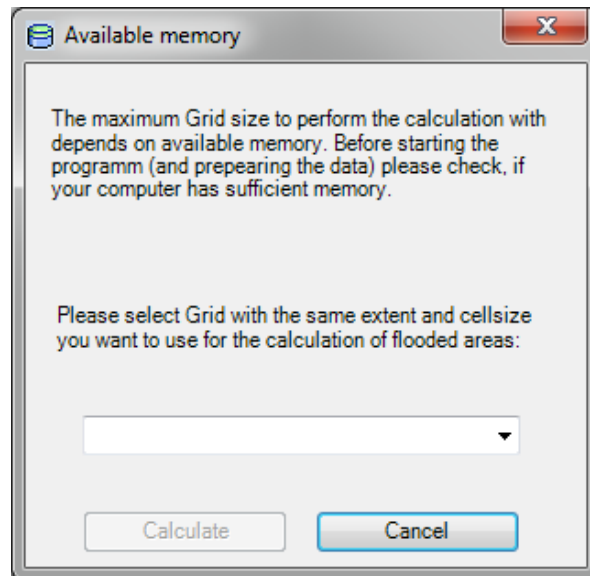 Available memory
The maximum Grid size to perform the calculation with
depends on available memory. Before starting the
programm (and prepearing the data) please check, if
your computer has sufficient memory.
Please select Grid with the same extent and cellsize
you want to use for the calculation of flooded areas:
Calculate
Cancel